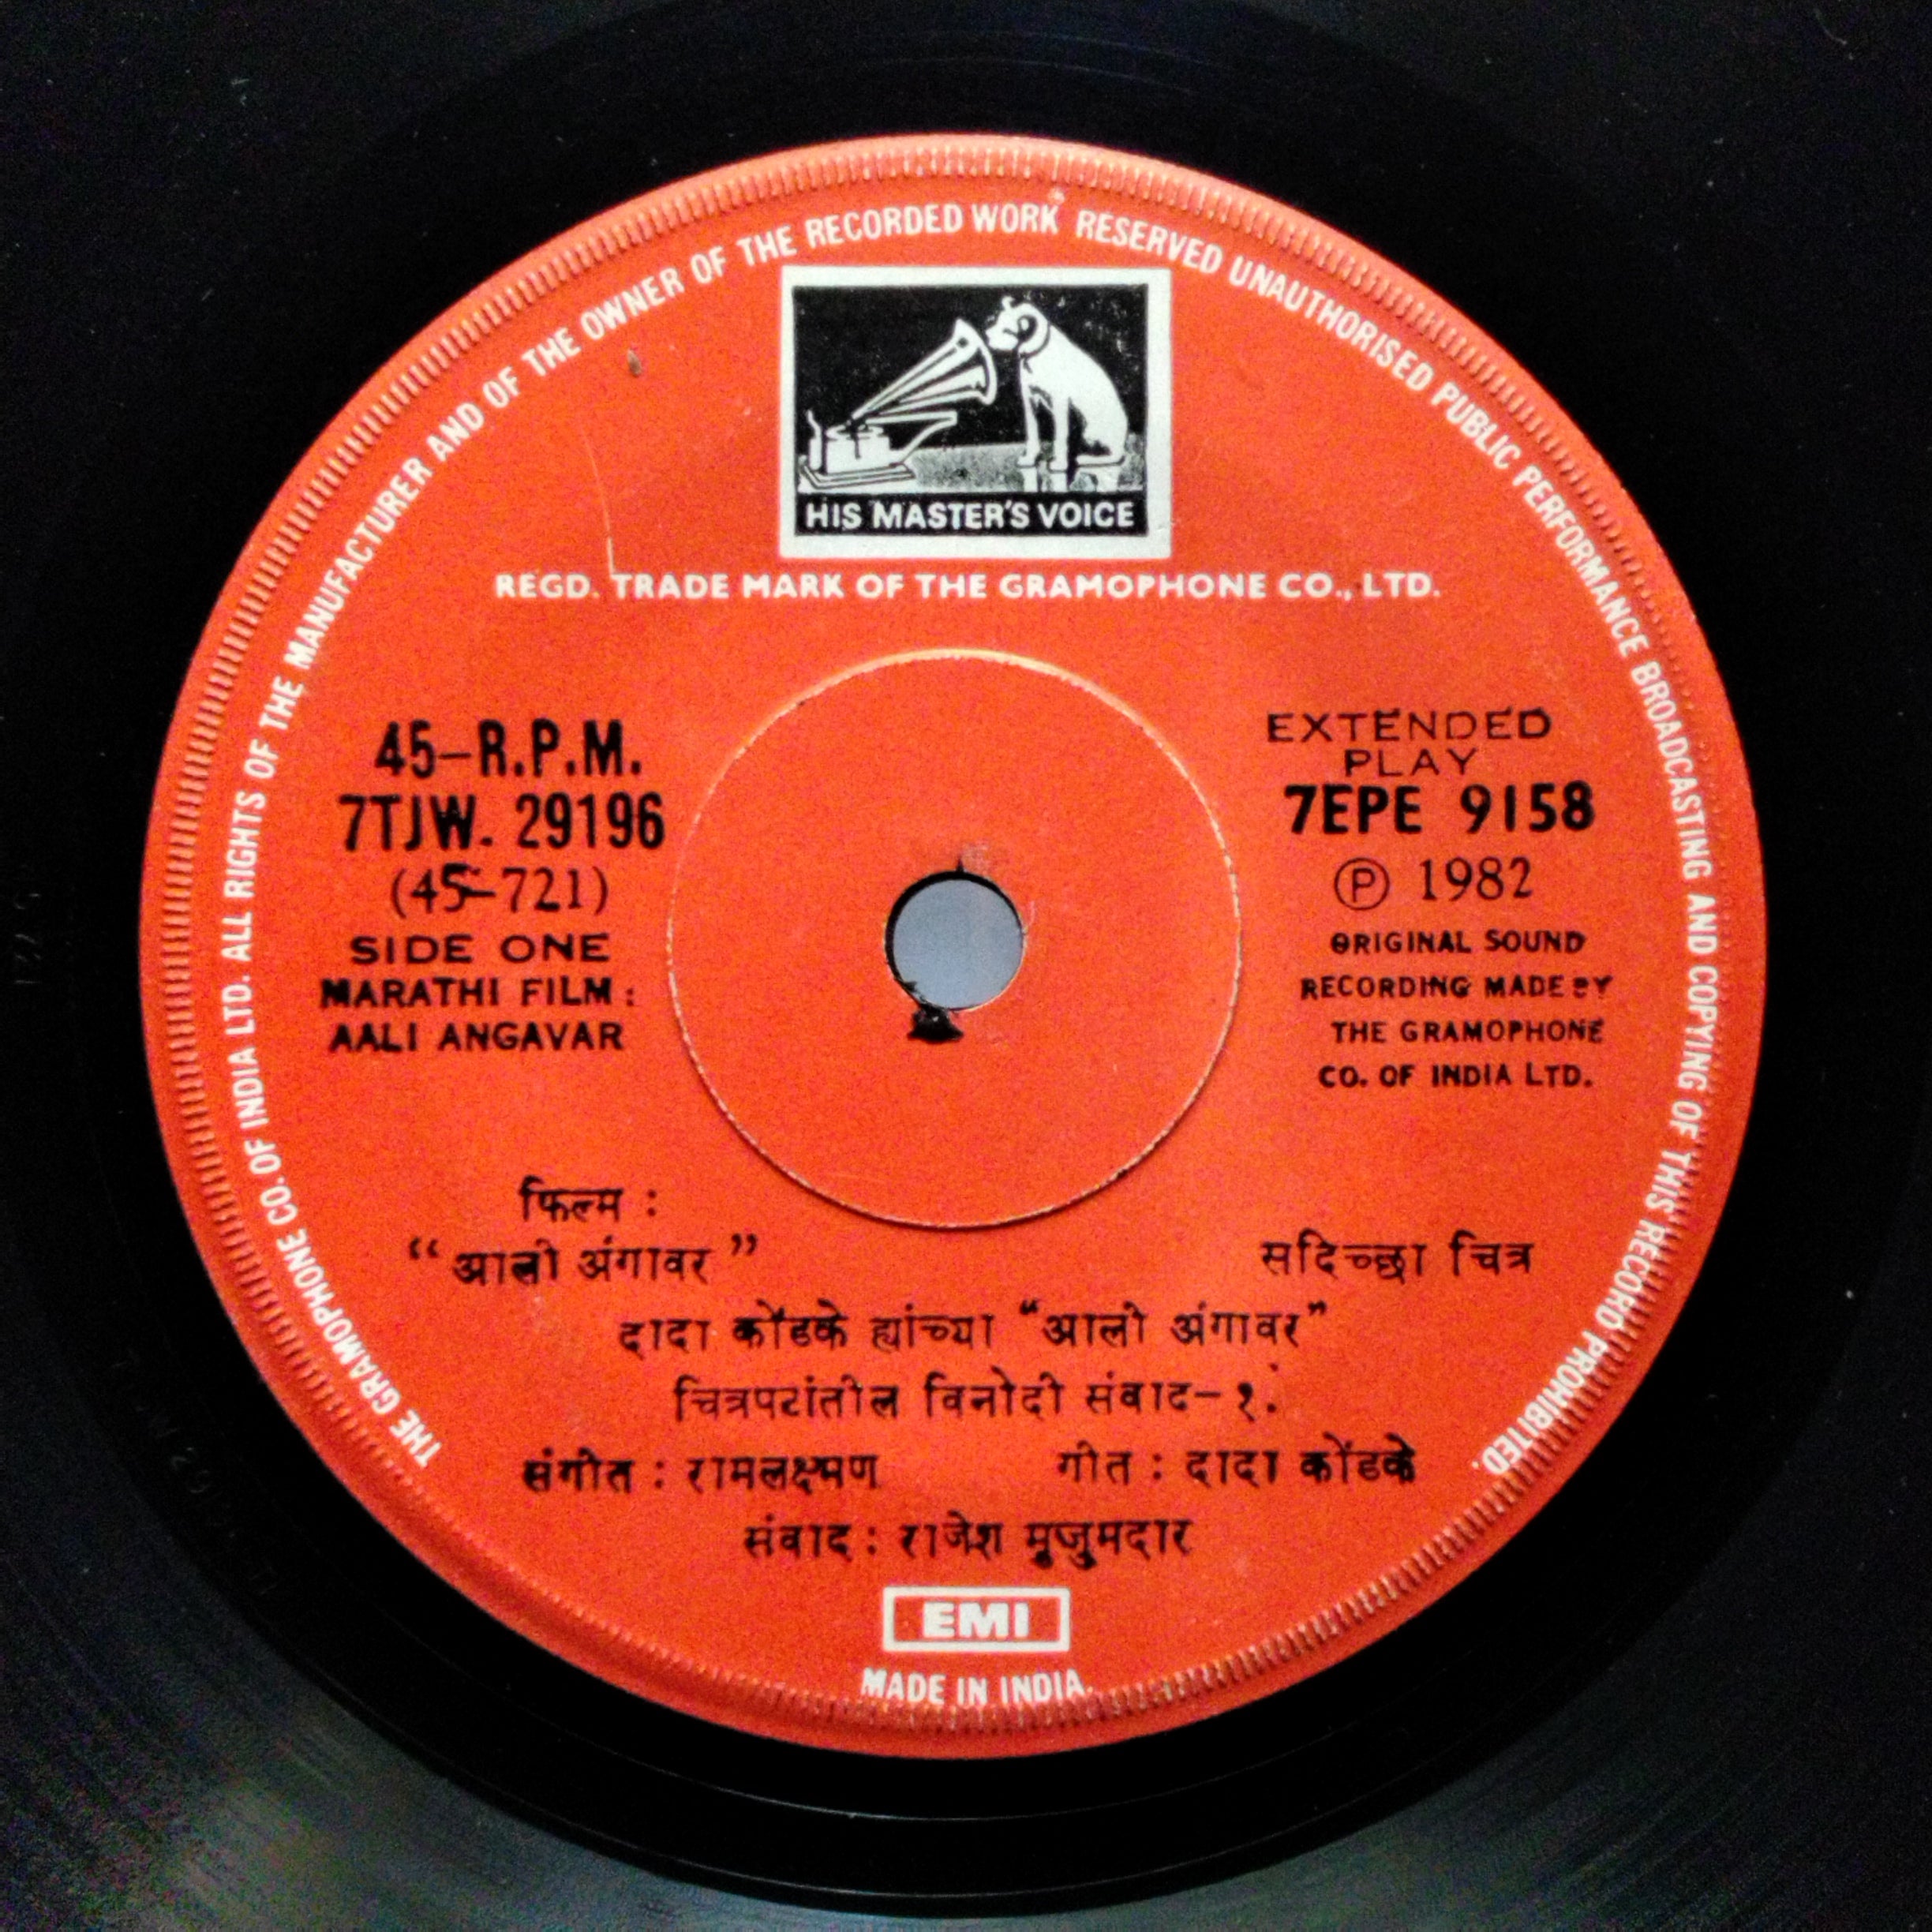 THE GRAMOPHONE CO. OF INDIA LTD. ALL RIGHTS OF THE MANUFACTURER AND OF THE OWNER OF THE RECORDED WORK RESERVED UNAUTHORISED PUBLIC PERFORMANCE BROADCASTING AND COPYING OF THIS RECORD PROHIBITED.
HIS MASTER'S VOICE
REGD. TRADE MARK OF THE GRAMOPHONE CO., LTD.
45-R.P.M.
7TJW. 29196
(45-721)
SIDE ONE
MARATHI FILM :
AALI ANGAVAR
EXTENDED
PLAY
7EPE 9158
℗ 1982
ORIGINAL SOUND
RECORDING MADE BY
THE GRAMOPHONE
CO. OF INDIA LTD.
फिल्म :
“आली अंगावर”
सदिच्छा चित्र
दादा कोंडके ह्यांच्या “आली अंगावर”
चित्रपटांतील विनोदी संवाद-१.
संगीत : रामलक्ष्मण गीत : दादा कोंडके
संवाद : राजेश मुजुमदार
EMI
MADE IN INDIA.